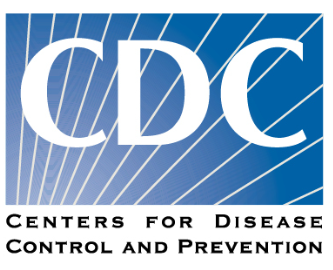 CDC
CENTERS FOR DISEASE
CONTROL AND PREVENTION